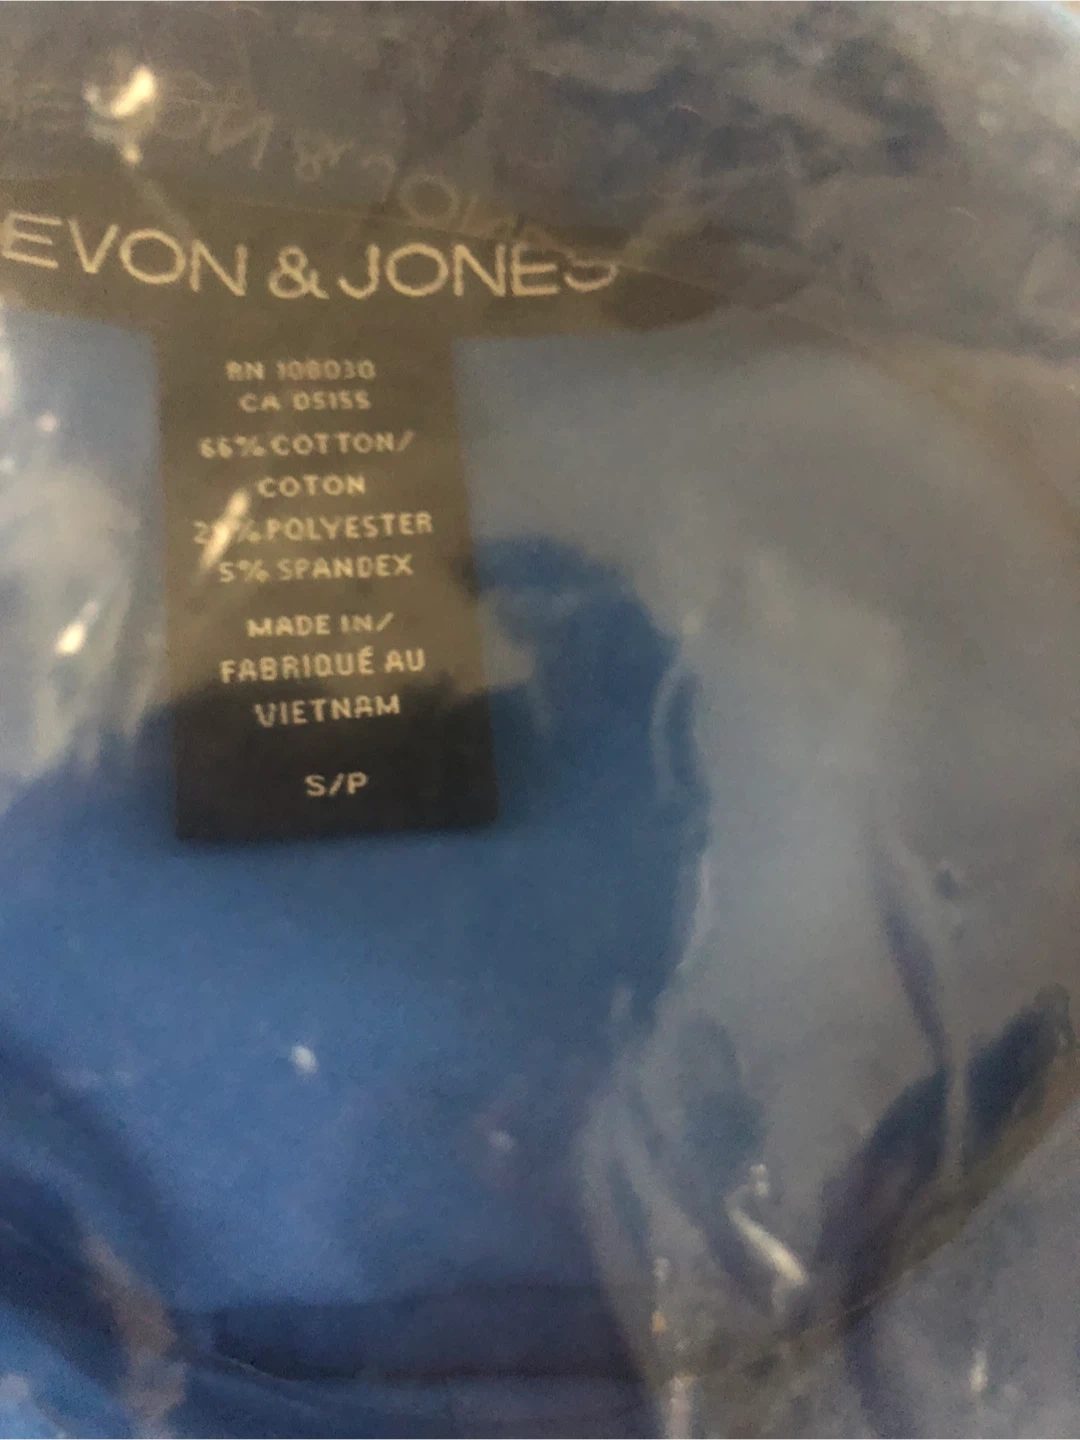 EVON & JONES
RN 108030
CA 05155
66% COTTON/
COTON
POLYESTER
5% SPANDEX
MADE IN/
FABRIQUÉ AU
VIETNAM
S/P